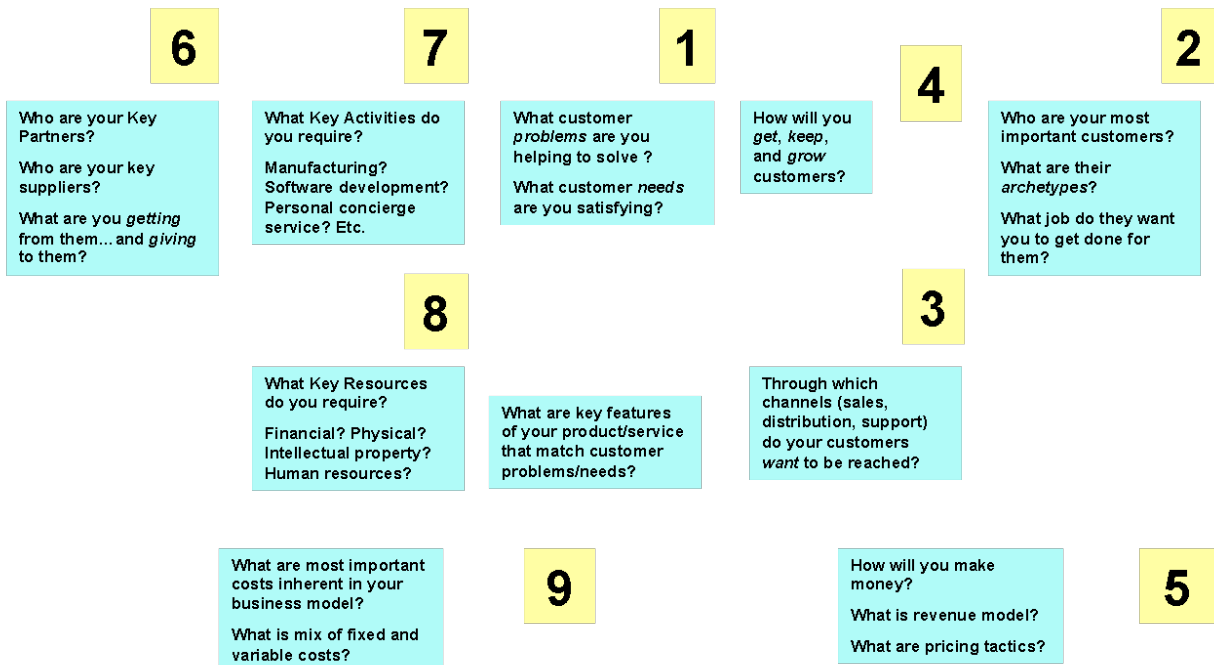 6
Who are your Key
Partners?
Who are your key
suppliers?
What are you getting
from them... and giving
to them?
7
What Key Activities do
you require?
Manufacturing?
Software development?
Personal concierge
service? Etc.
8
What Key Resources
do you require?
Financial? Physical?
Intellectual property?
Human resources?
1
What customer
problems are you
helping to solve ?
What customer needs
are you satisfying?
What are key features
of your product/service
that match customer
problems/needs?
4
How will you
get, keep,
and grow
customers?
3
Through which
channels (sales,
distribution, support)
do your customers
want to be reached?
2
Who are your most
important customers?
What are their
archetypes?
What job do they want
you to get done for
them?
9
What are most important
costs inherent in your
business model?
What is mix of fixed and
variable costs?
5
How will you make
money?
What is revenue model?
What are pricing tactics?